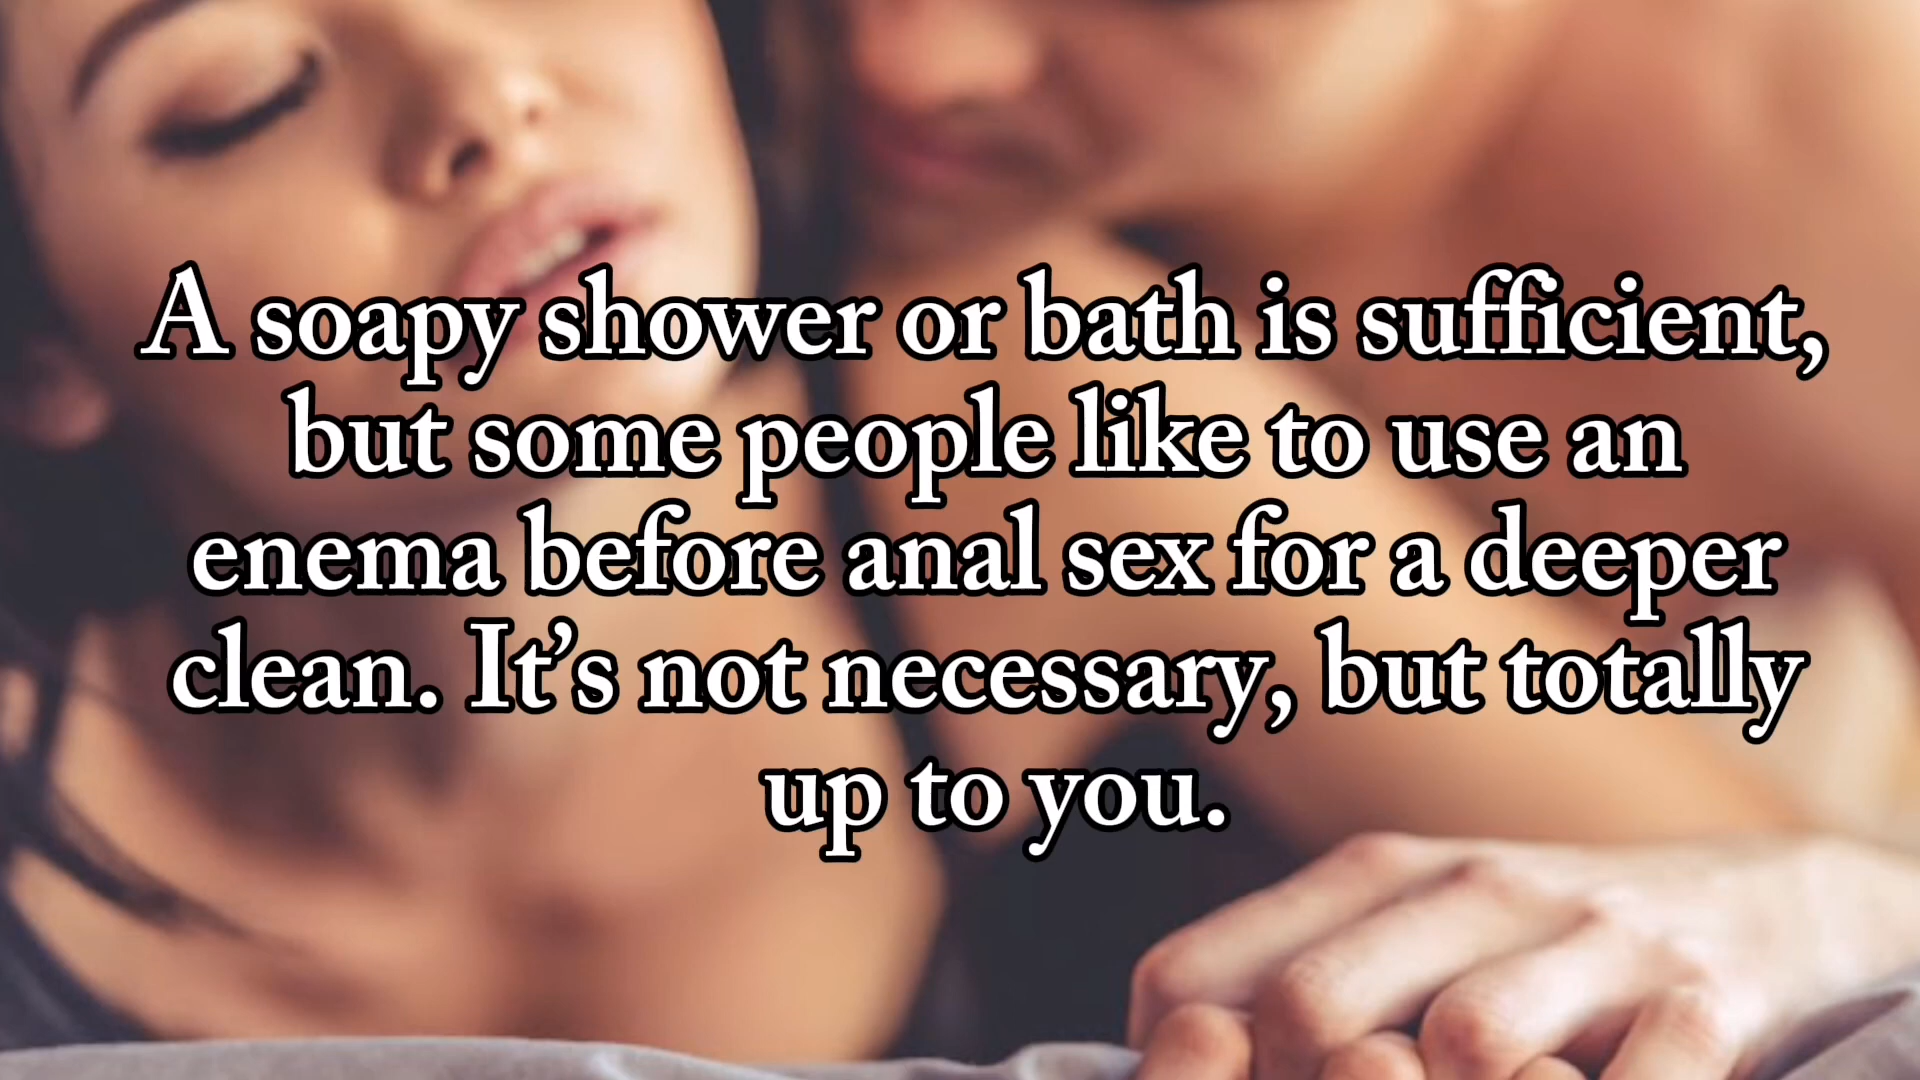 A soapy shower or bath is sufficient,
but some people like to use an
enema before anal sex for a deeper
clean. It’s not necessary, but totally
up to you.